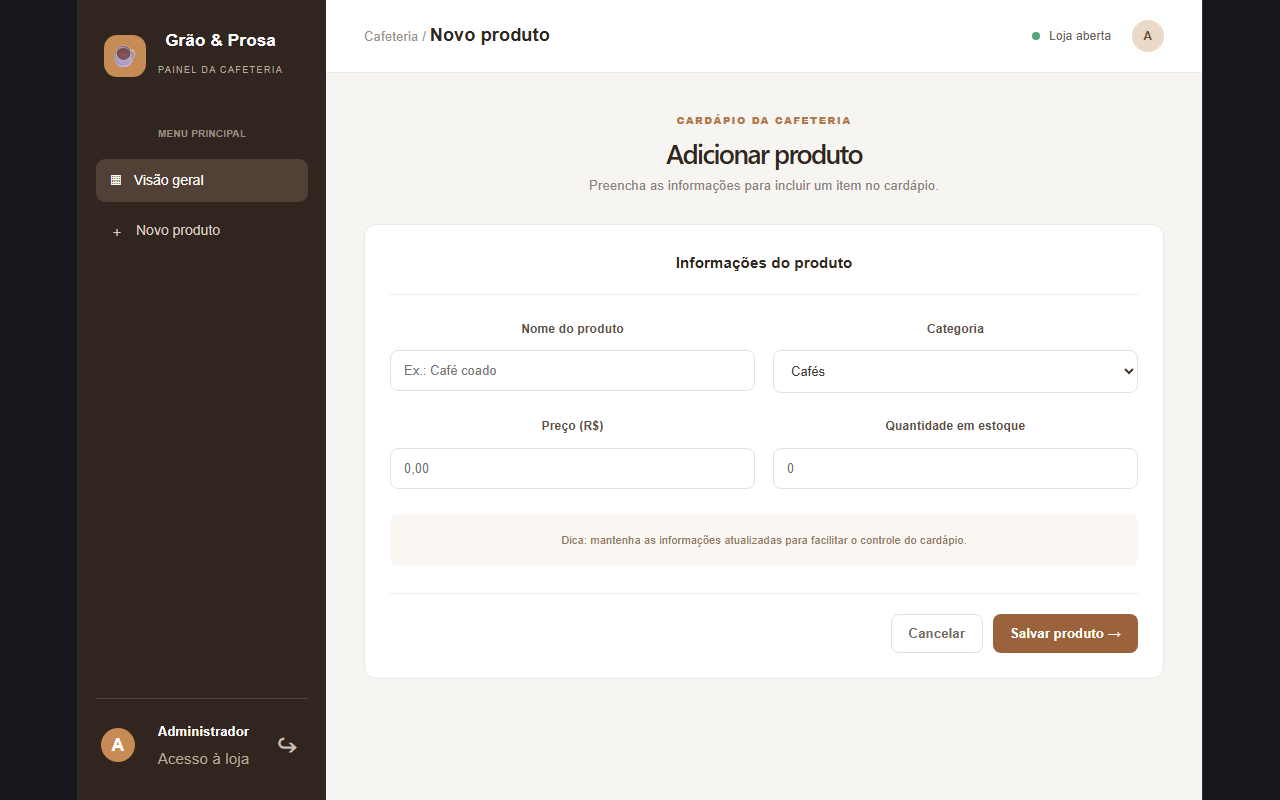 Grão & Prosa
PAINEL DA CAFETERIA
MENU PRINCIPAL
Visão geral
+ Novo produto
Administrador
A
Acesso à loja
Cafeteria / Novo produto
Loja aberta
A
CARDÁPIO DA CAFETERIA
Adicionar produto
Preencha as informações para incluir um item no cardápio.
Informações do produto
Nome do produto
Categoria
Ex.: Café coado
Cafés
Preço (R$)
Quantidade em estoque
0,00
0
Dica: mantenha as informações atualizadas para facilitar o controle do cardápio.
Cancelar
Salvar produto →